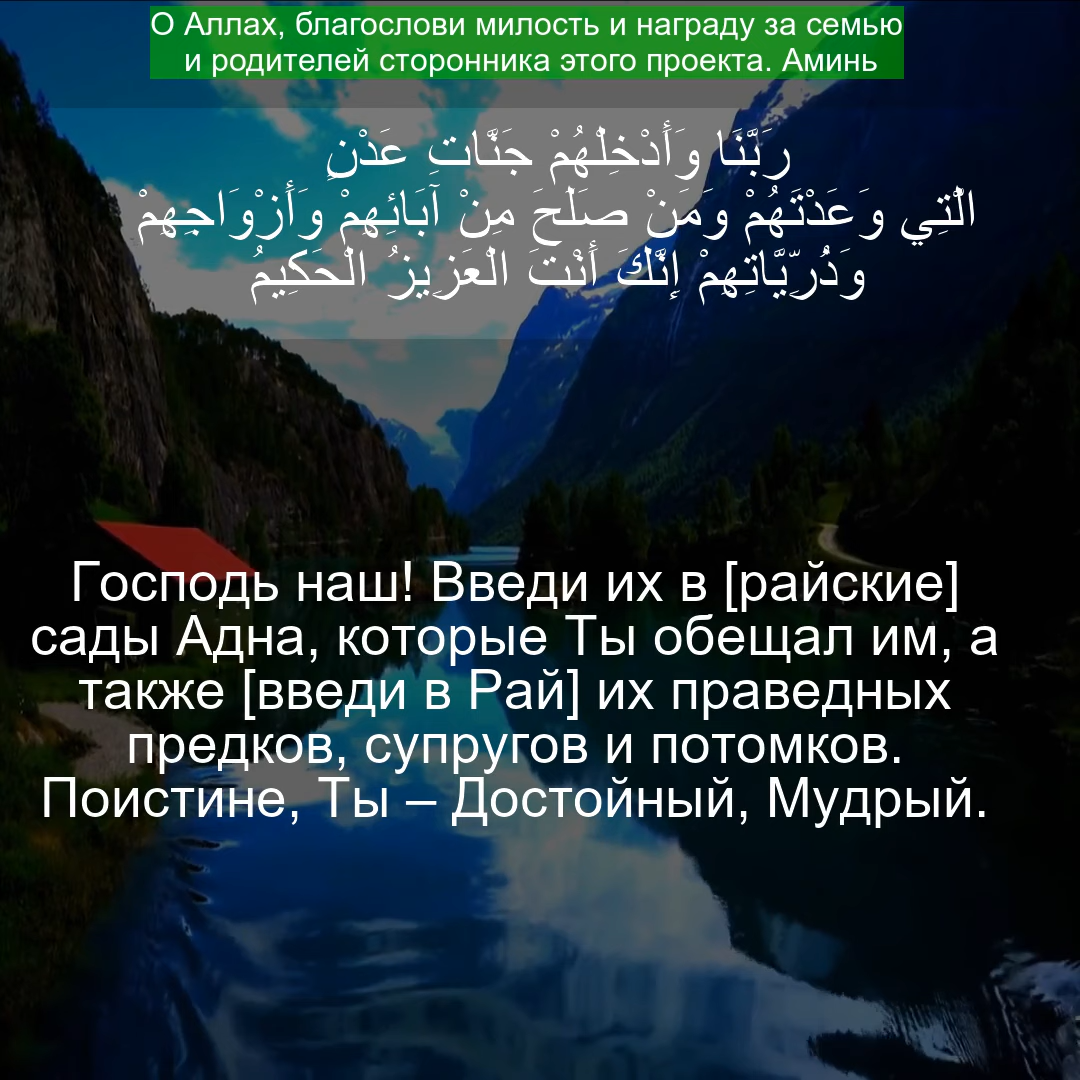 О Аллах, благослови милость и награду за семью
и родителей сторонника этого проекта. Аминь
رَبَّنَا وَأَدْخِلْهُمْ جَنَّاتِ عَدْنٍ
الَّتِي وَعَدْتَهُمْ وَمَنْ صَلَحَ مِنْ آبَائِهِمْ وَأَزْوَاجِهِمْ
وَذُرِّيَّاتِهِمْ إِنَّكَ أَنْتَ الْعَزِيزُ الْحَكِيمُ
Господь наш! Введи их в [райские]
сады Адна, которые Ты обещал им, а
также [введи в Рай] их праведных
предков, супругов и потомков.
Поистине, Ты – Достойный, Мудрый.